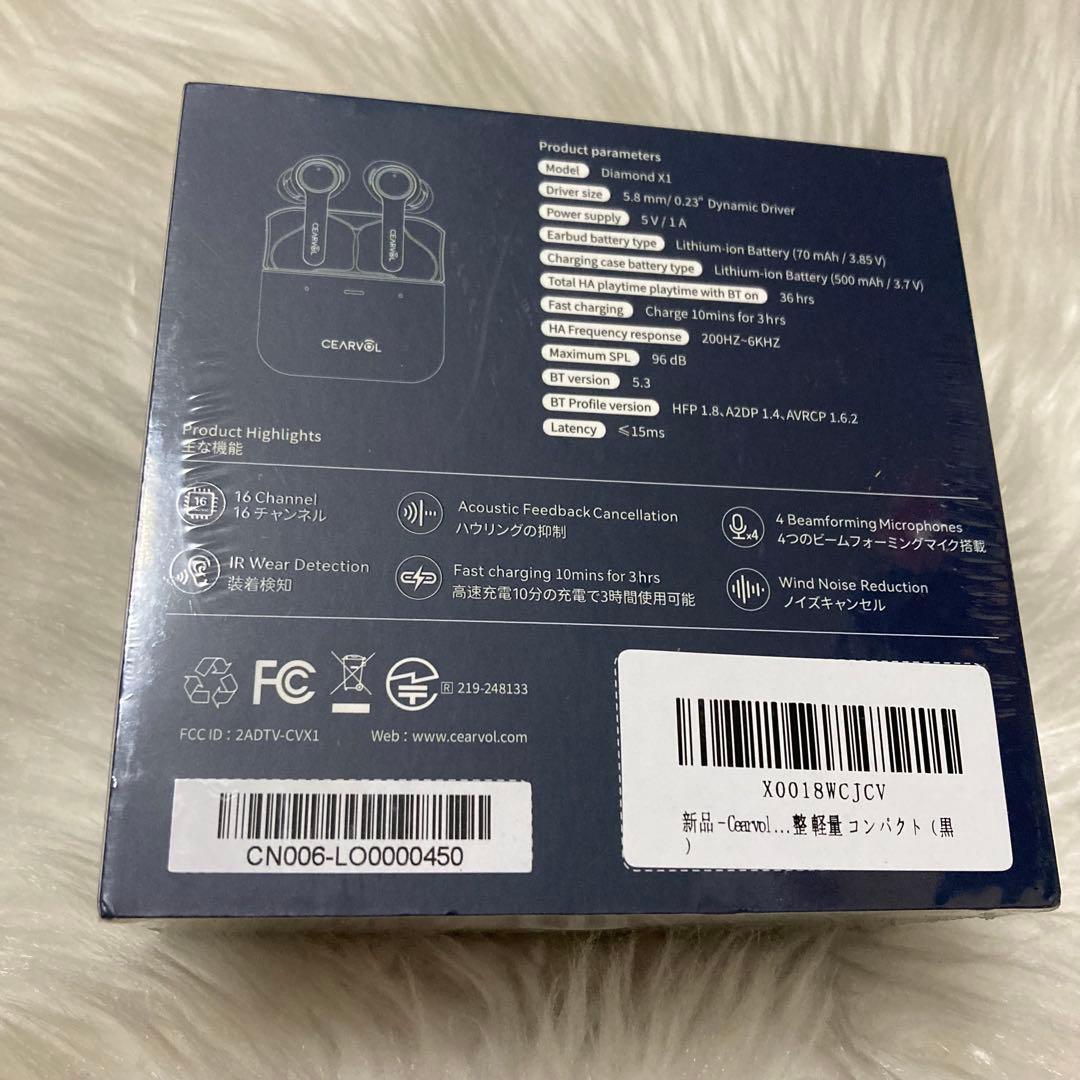 CEARVOL
CEARVOL
CEARVOL
Product parameters
Model Diamond X1
Driver size 5.8 mm/ 0.23" Dynamic Driver
Power supply 5 V / 1 A
Earbud battery type Lithium-ion Battery (70 mAh / 3.85 V)
Charging case battery type Lithium-ion Battery (500 mAh / 3.7 V)
Total HA playtime playtime with BT on 36 hrs
Fast charging Charge 10mins for 3hrs
HA Frequency response 200HZ~6KHZ
Maximum SPL 96 dB
BT version 5.3
BT Profile version HFP 1.8、A2DP 1.4、AVRCP 1.6.2
Latency ≤15ms
Product Highlights
主な機能
16
16 Channel
16 チャンネル
Acoustic Feedback Cancellation
ハウリングの抑制
x4
4 Beamforming Microphones
4つのビームフォーミングマイク搭載
IR Wear Detection
装着検知
Fast charging 10mins for 3hrs
高速充電10分の充電で3時間使用可能
Wind Noise Reduction
ノイズキャンセル
FC
R 219-248133
FCC ID : 2ADTV-CVX1
Web : www.cearvol.com
CN006-LO0000450
X0018WCJCV
新品 - Cearvol...整 軽量 コンパクト (黒
)